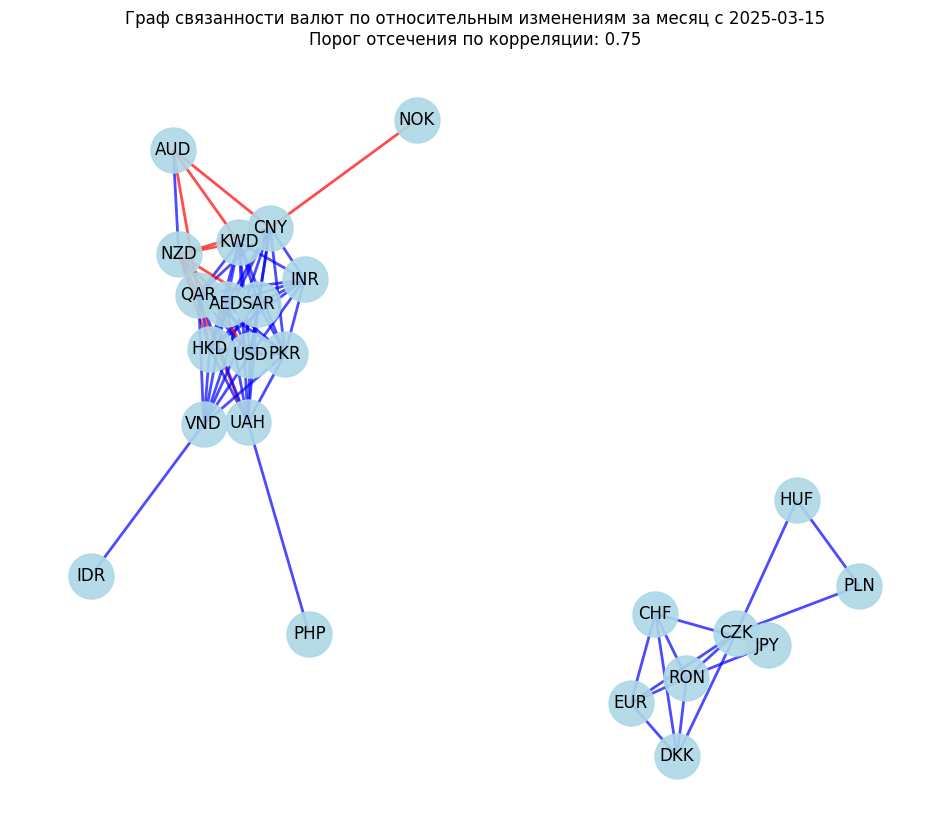 Граф связанности валют по относительным изменениям за месяц с 2025-03-15
Порог отсечения по корреляции: 0.75
NOK
AUD
CNY
KWD
NZD
INR
QAR
AED
SAR
HKD
USD
PKR
VND
UAH
HUF
IDR
PLN
CHF
PHP
CZK
JPY
RON
EUR
DKK